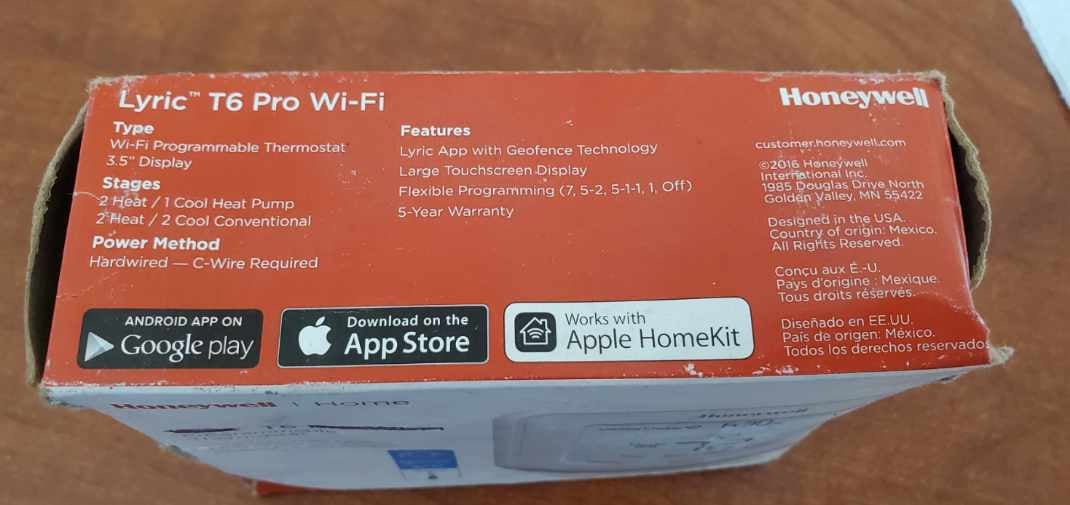 Lyric™ T6 Pro Wi-Fi
Type
Wi-Fi Programmable Thermostat
3.5" Display
Stages
2 Heat / 1 Cool Heat Pump
2 Heat / 2 Cool Conventional
Power Method
Hardwired — C-Wire Required
Features
Lyric App with Geofence Technology
Large Touchscreen Display
Flexible Programming (7, 5-2, 5-1-1, 1, Off)
5-Year Warranty
Honeywell
customer.honeywell.com
©2016 Honeywell
International Inc.
1985 Douglas Drive North
Golden Valley, MN 55422
Designed in the USA.
Country of origin: Mexico.
All Rights Reserved.
Conçu aux É.-U.
Pays d'origine : Mexique.
Tous droits réservés.
Diseñado en EE.UU.
País de origen: México.
Todos los derechos reservados
ANDROID APP ON
Google play
Download on the
App Store
Works with
Apple HomeKit
Honeywell | Home
T6
Honeywell